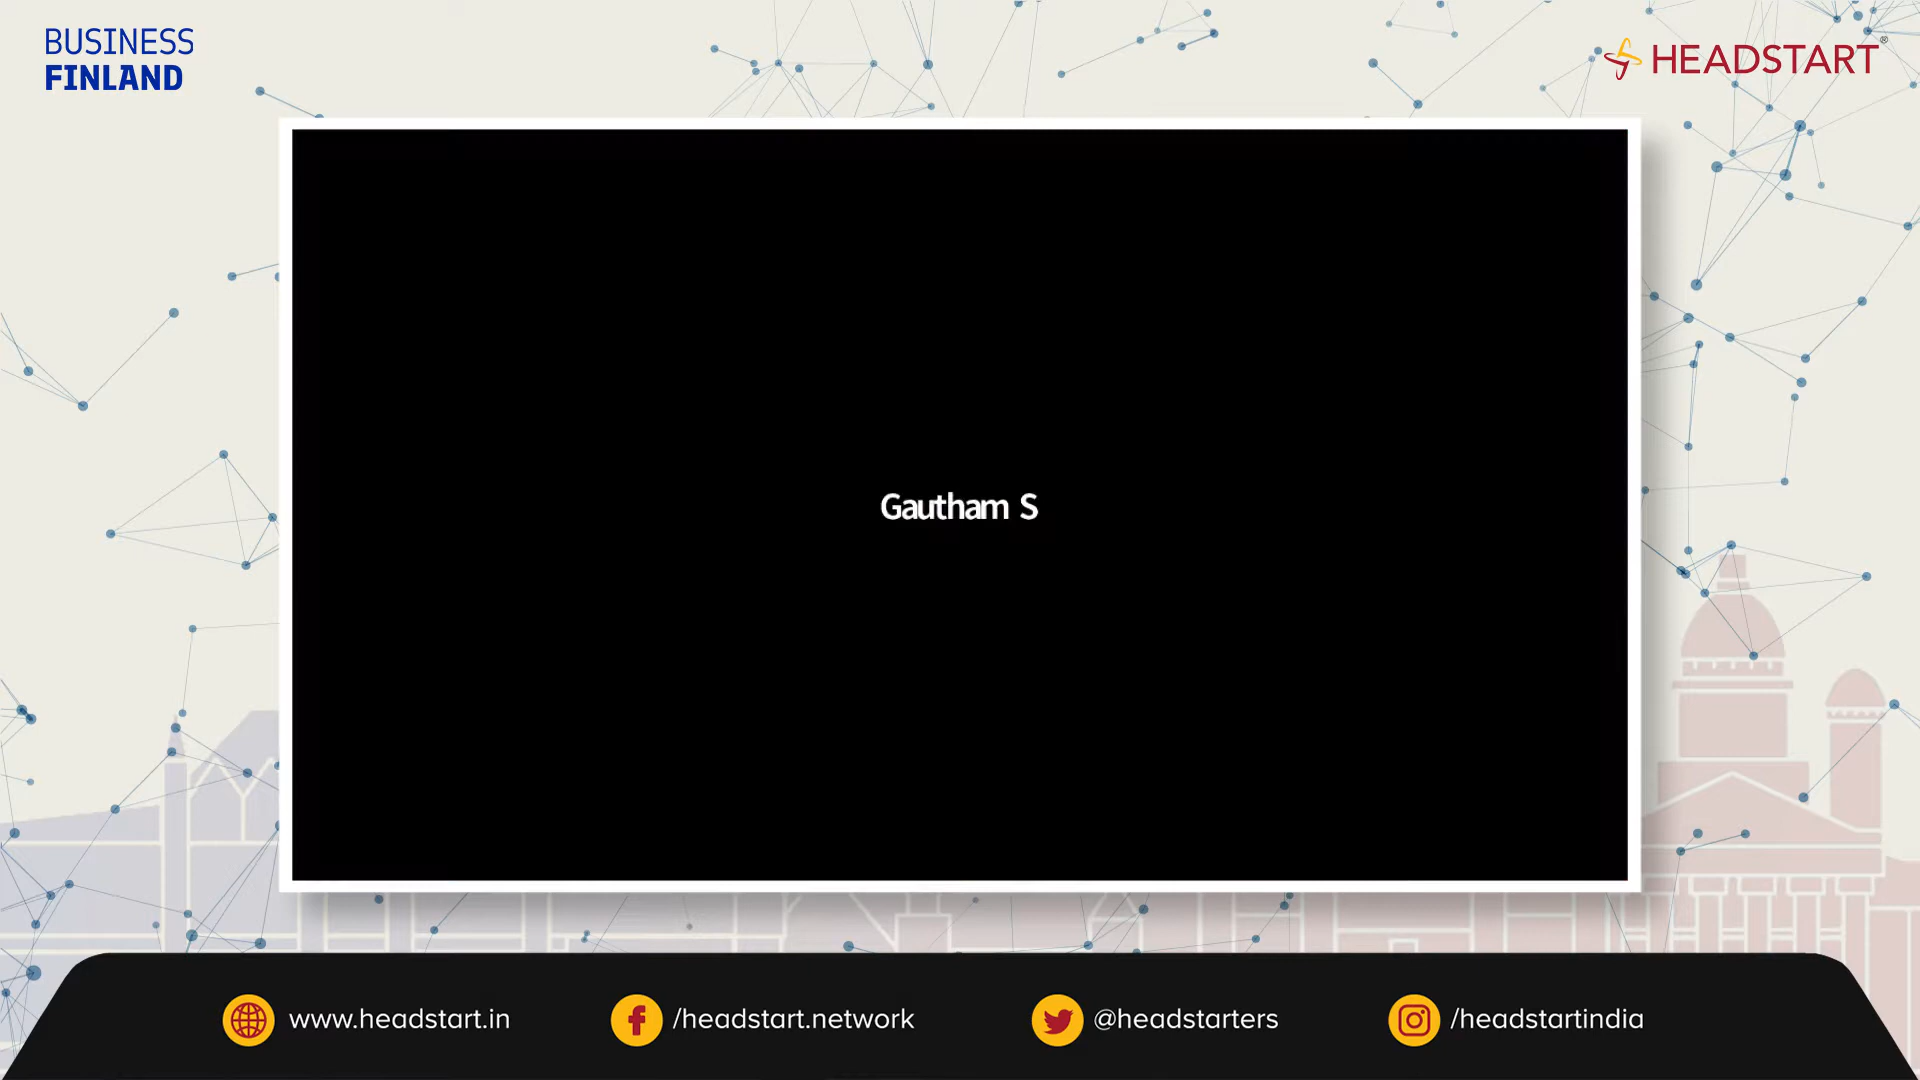 BUSINESS
FINLAND
HEADSTART®
Gautham S
www.headstart.in
/headstart.network
@headstarters
/headstartindia